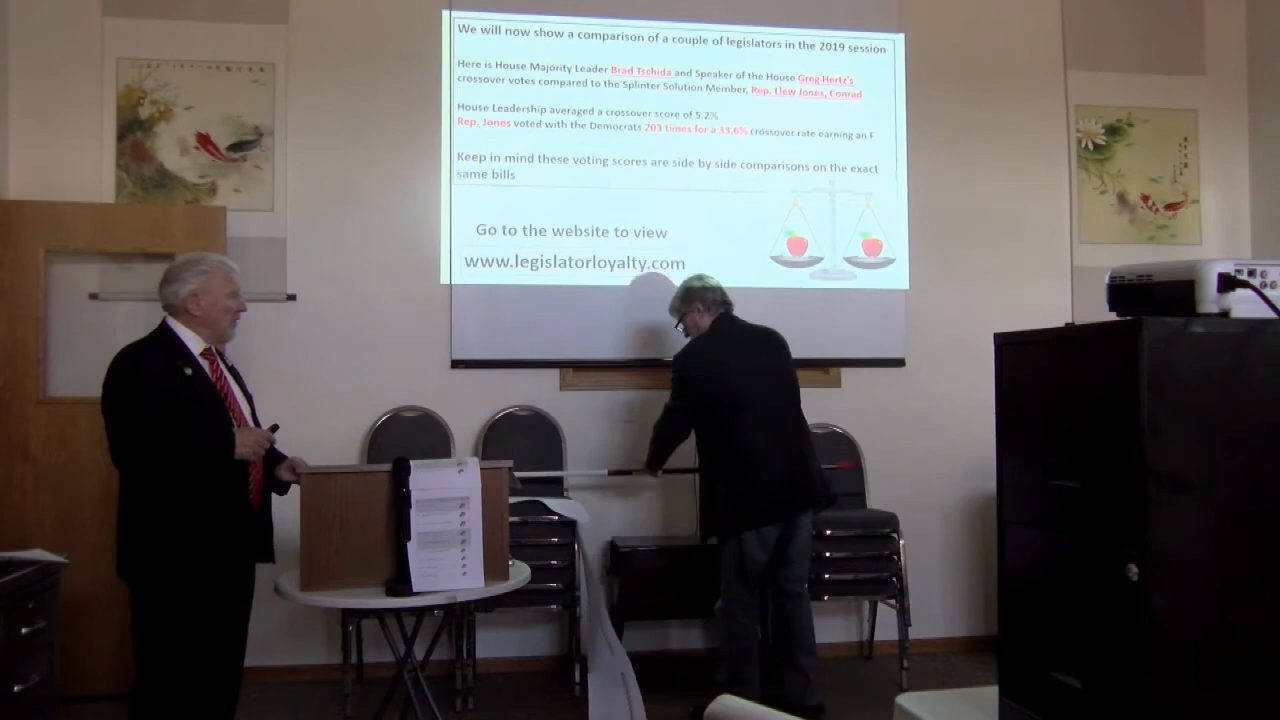 We will now show a comparison of a couple of legislators in the 2019 session
Here is House Majority Leader Brad Tschida and Speaker of the House Greg Hertz's
crossover votes compared to the Splinter Solution Member, Rep. Llew Jones, Conrad
House Leadership averaged a crossover score of 5.2%
Rep. Jones voted with the Democrats 203 times for a 33.6% crossover rate earning an F
Keep in mind these voting scores are side by side comparisons on the exact
same bills
Go to the website to view
www.legislatorloyalty.com